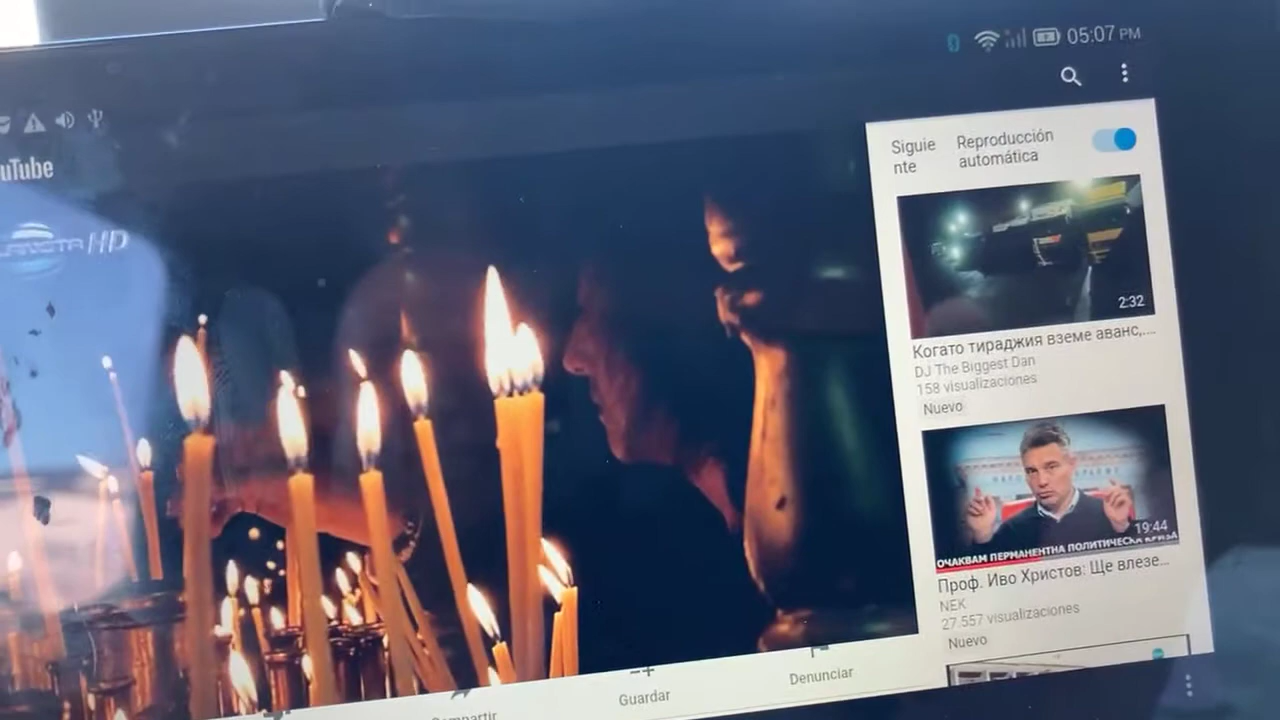 05:07 PM
uTube
HD
Siguie
nte
Reproducción
automática
2:32
Когато тираджия вземе аванс,....
DJ The Biggest Dan
158 visualizaciones
Nuevo
19:44
ОЧАКВАМ ПЕРМАНЕНТНА ПОЛИТИЧЕСКА КРИЗА
Проф. Иво Христов: Ще влезе...
NEK
27.557 visualizaciones
Nuevo
Compartir
Guardar
Denunciar